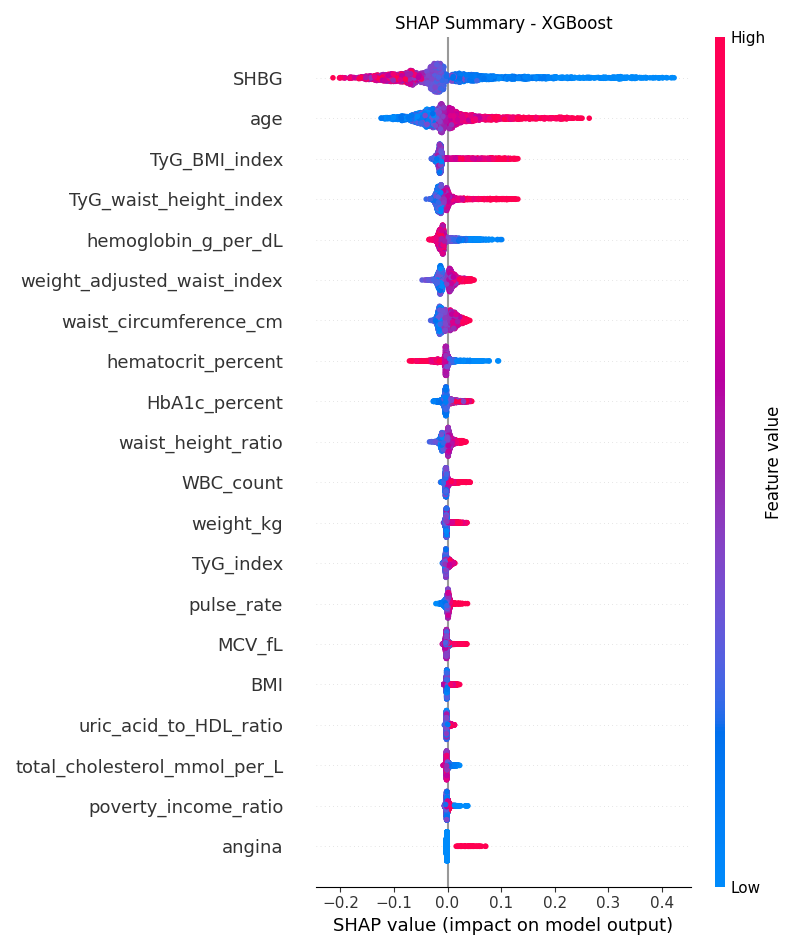 SHAP Summary - XGBoost
High
SHBG
age
TyG_BMI_index
TyG_waist_height_index
hemoglobin_g_per_dL
weight_adjusted_waist_index
waist_circumference_cm
hematocrit_percent
HbA1c_percent
waist_height_ratio
WBC_count
weight_kg
TyG_index
pulse_rate
MCV_fL
BMI
uric_acid_to_HDL_ratio
total_cholesterol_mmol_per_L
poverty_income_ratio
angina
Feature value
Low
−0.2 −0.1 0.0 0.1 0.2 0.3 0.4
SHAP value (impact on model output)